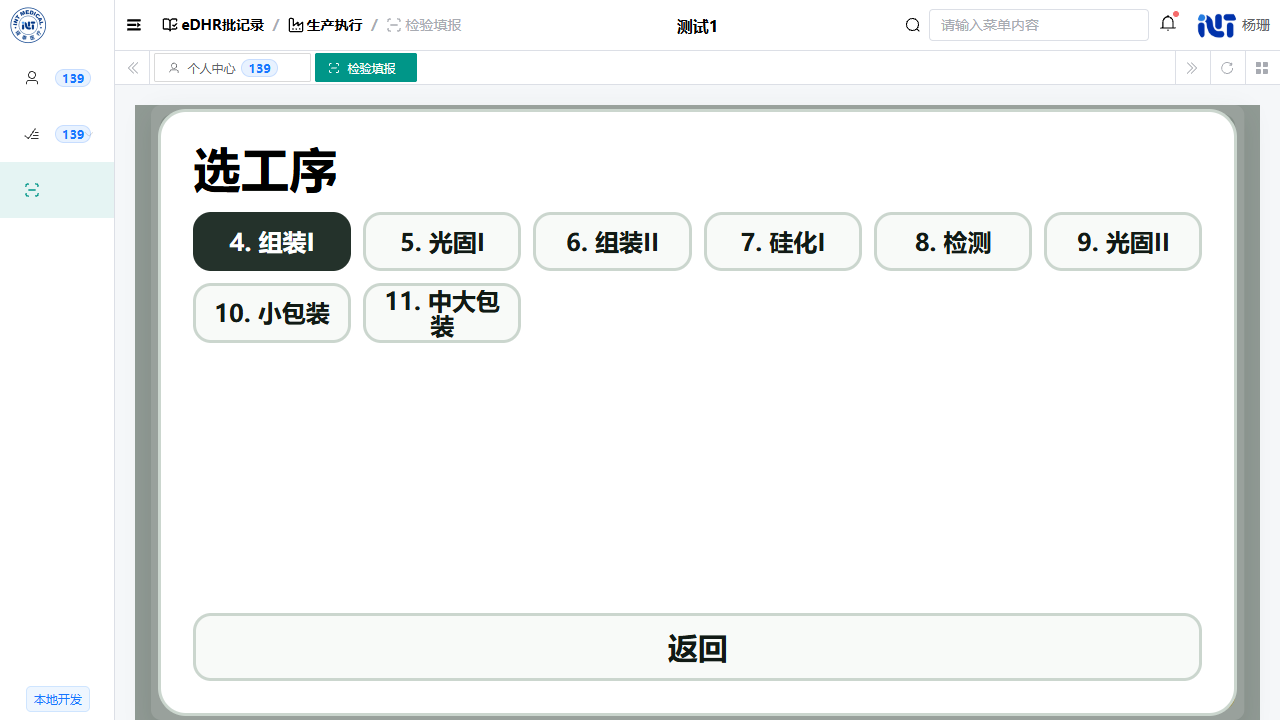 eDHR批记录 / 生产执行 / 检验填报
测试1
请输入菜单内容
杨珊
139
139
个人中心 139
检验填报
选工序
4. 组装I
5. 光固I
6. 组装II
7. 硅化I
8. 检测
9. 光固II
10. 小包装
11. 中大包
装
返回
本地开发